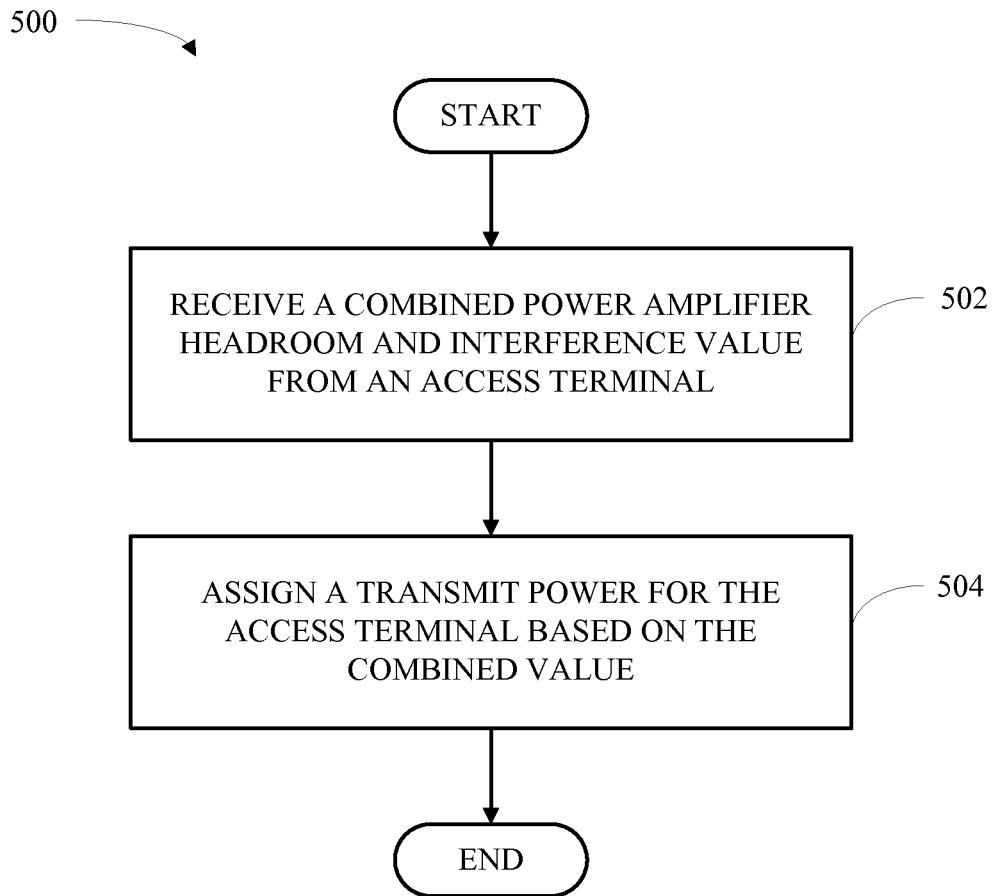 500
START
RECEIVE A COMBINED POWER AMPLIFIER
HEADROOM AND INTERFERENCE VALUE
FROM AN ACCESS TERMINAL
502
ASSIGN A TRANSMIT POWER FOR THE
ACCESS TERMINAL BASED ON THE
COMBINED VALUE
504
END